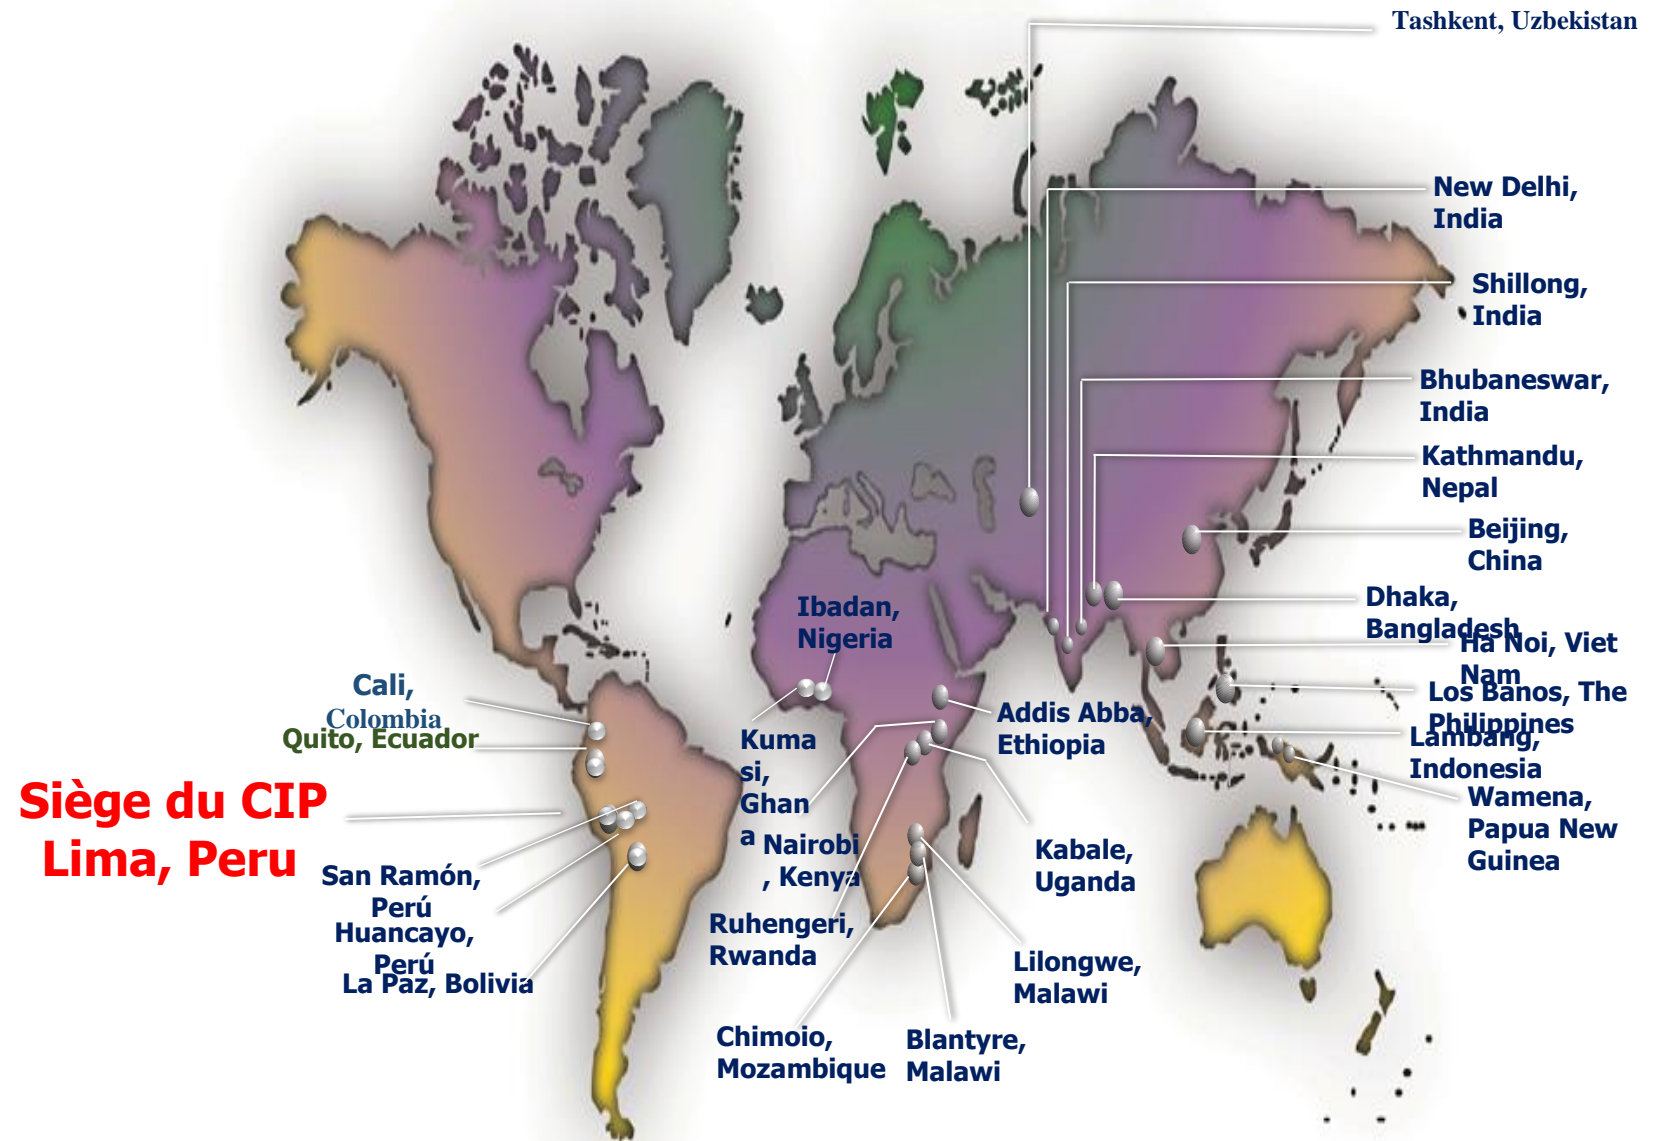 Tashkent, Uzbekistan
New Delhi,
India
Shillong,
India
Bhubaneswar,
India
Kathmandu,
Nepal
Beijing,
China
Dhaka,
Bangladesh
Ha Noi, Viet
Nam
Los Banos, The
Philippines
Lambang,
Indonesia
Wamena,
Papua New
Guinea
Ibadan,
Nigeria
Addis Abba,
Ethiopia
Kuma
si,
Ghan
a
Nairobi
, Kenya
Kabale,
Uganda
Ruhengeri,
Rwanda
Lilongwe,
Malawi
Chimoio,
Mozambique
Blantyre,
Malawi
Cali,
Colombia
Quito, Ecuador
Siège du CIP
Lima, Peru
San Ramón,
Perú
Huancayo,
Perú
La Paz, Bolivia